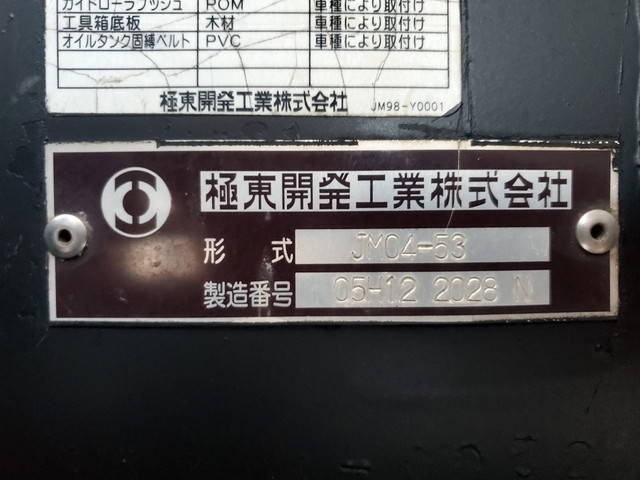 ガイドローラブッシュ POM 車種により取付け
工具箱底板 木材 車種により取付け
オイルタンク固縛ベルト PVC 車種により取付け
極東開発工業株式会社 JM98-Y0001
極東開発工業株式会社
形式 JM04-53
製造番号 05H12 2028 N